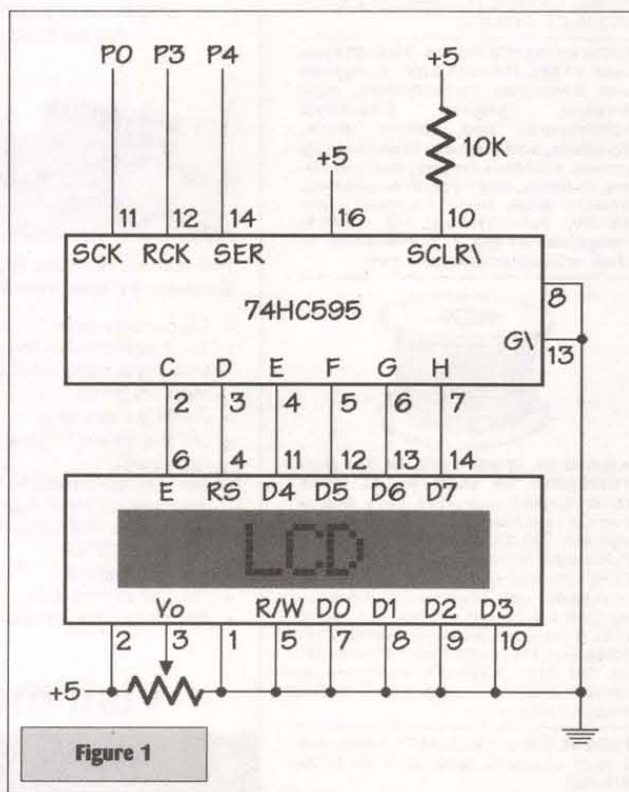 P0 P3 P4 +5
10K
+5
11 12 14 16 10
SCK RCK SER SCLR\
74HC595
8
G\
13
C D E F G H
2 3 4 5 6 7
6 4 11 12 13 14
E RS D4 D5 D6 D7
LCD
Vo R/W D0 D1 D2 D3
2 3 1 5 7 8 9 10
+5
Figure 1